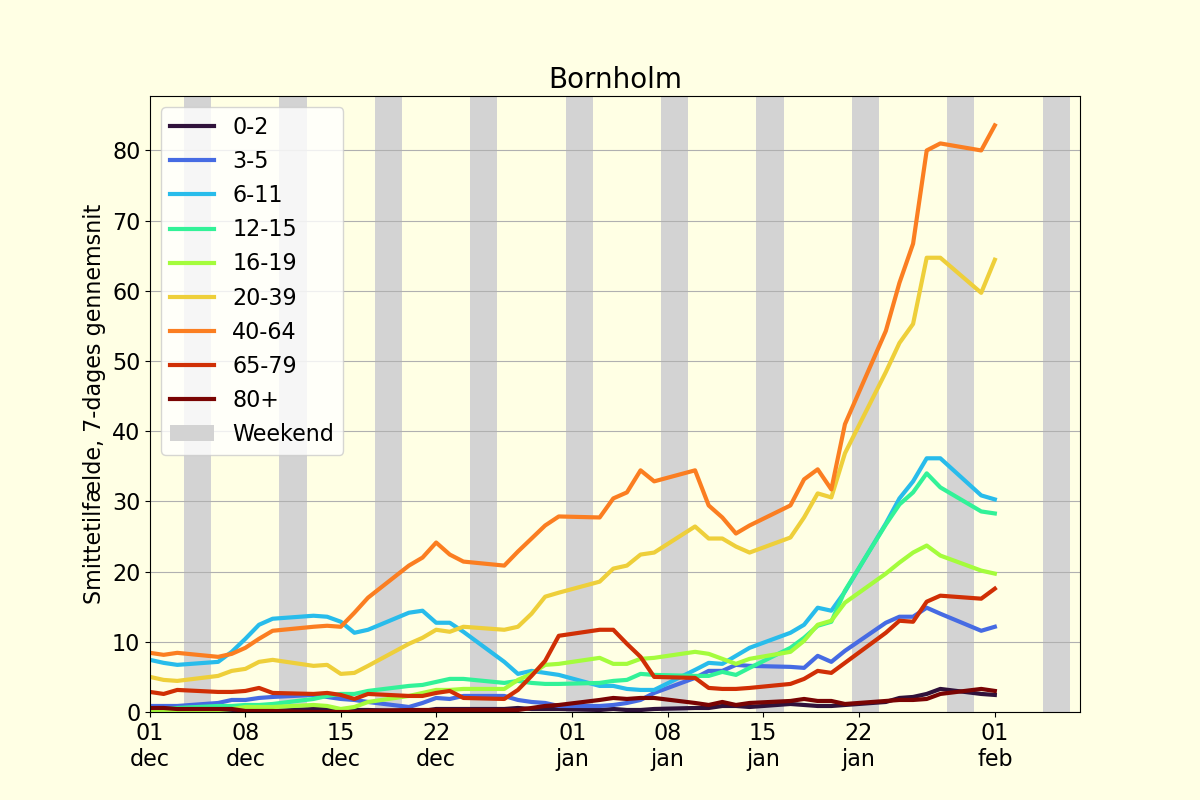 Bornholm
Smittetilfælde, 7-dages gennemsnit
80
70
60
50
40
30
20
10
0
0-2
3-5
6-11
12-15
16-19
20-39
40-64
65-79
80+
Weekend
01 dec
08 dec
15 dec
22 dec
01 jan
08 jan
15 jan
22 jan
01 feb